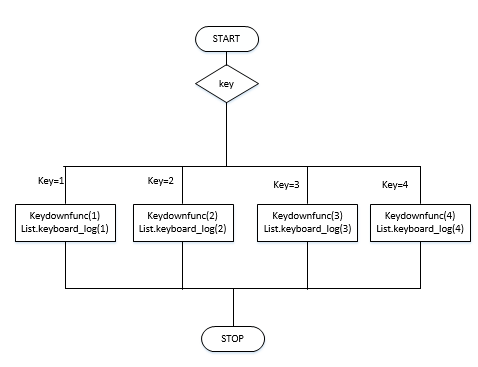 START
key
Key=1
Key=2
Key=3
Key=4
Keydownfunc(1)
List.keyboard_log(1)
Keydownfunc(2)
List.keyboard_log(2)
Keydownfunc(3)
List.keyboard_log(3)
Keydownfunc(4)
List.keyboard_log(4)
STOP